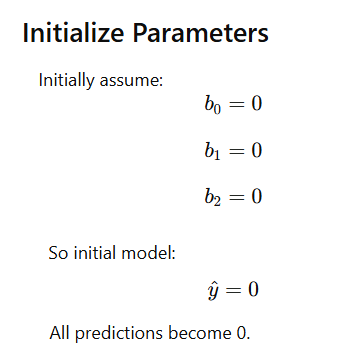 Initialize Parameters
Initially assume:
b₀ = 0
b₁ = 0
b₂ = 0
So initial model:
ŷ = 0
All predictions become 0.